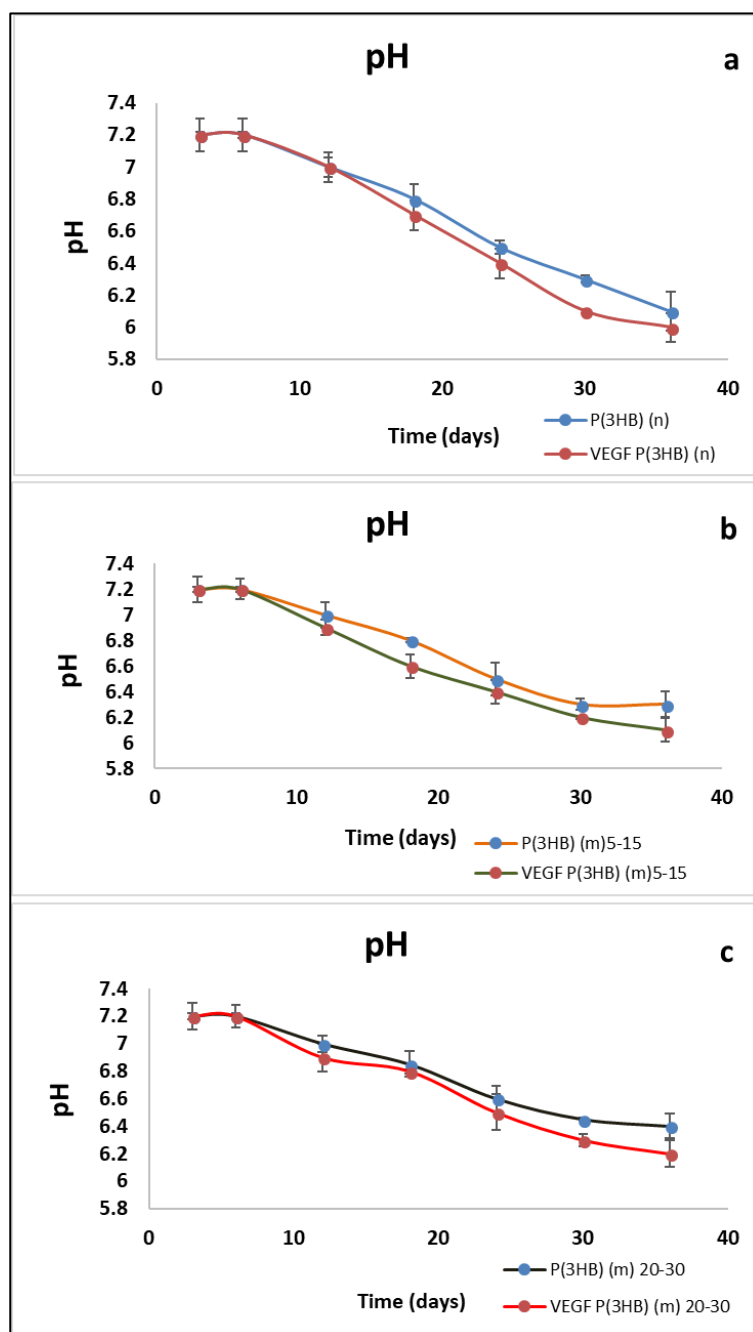 pH
a
7.4
7.2
7
6.8
6.6
6.4
6.2
6
5.8
pH
0 10 20 30 40
Time (days)
P(3HB) (n)
VEGF P(3HB) (n)
pH
b
7.4
7.2
7
6.8
6.6
6.4
6.2
6
5.8
pH
0 10 20 30 40
Time (days)
P(3HB) (m)5-15
VEGF P(3HB) (m)5-15
pH
c
7.4
7.2
7
6.8
6.6
6.4
6.2
6
5.8
pH
0 10 20 30 40
Time (days)
P(3HB) (m) 20-30
VEGF P(3HB) (m) 20-30